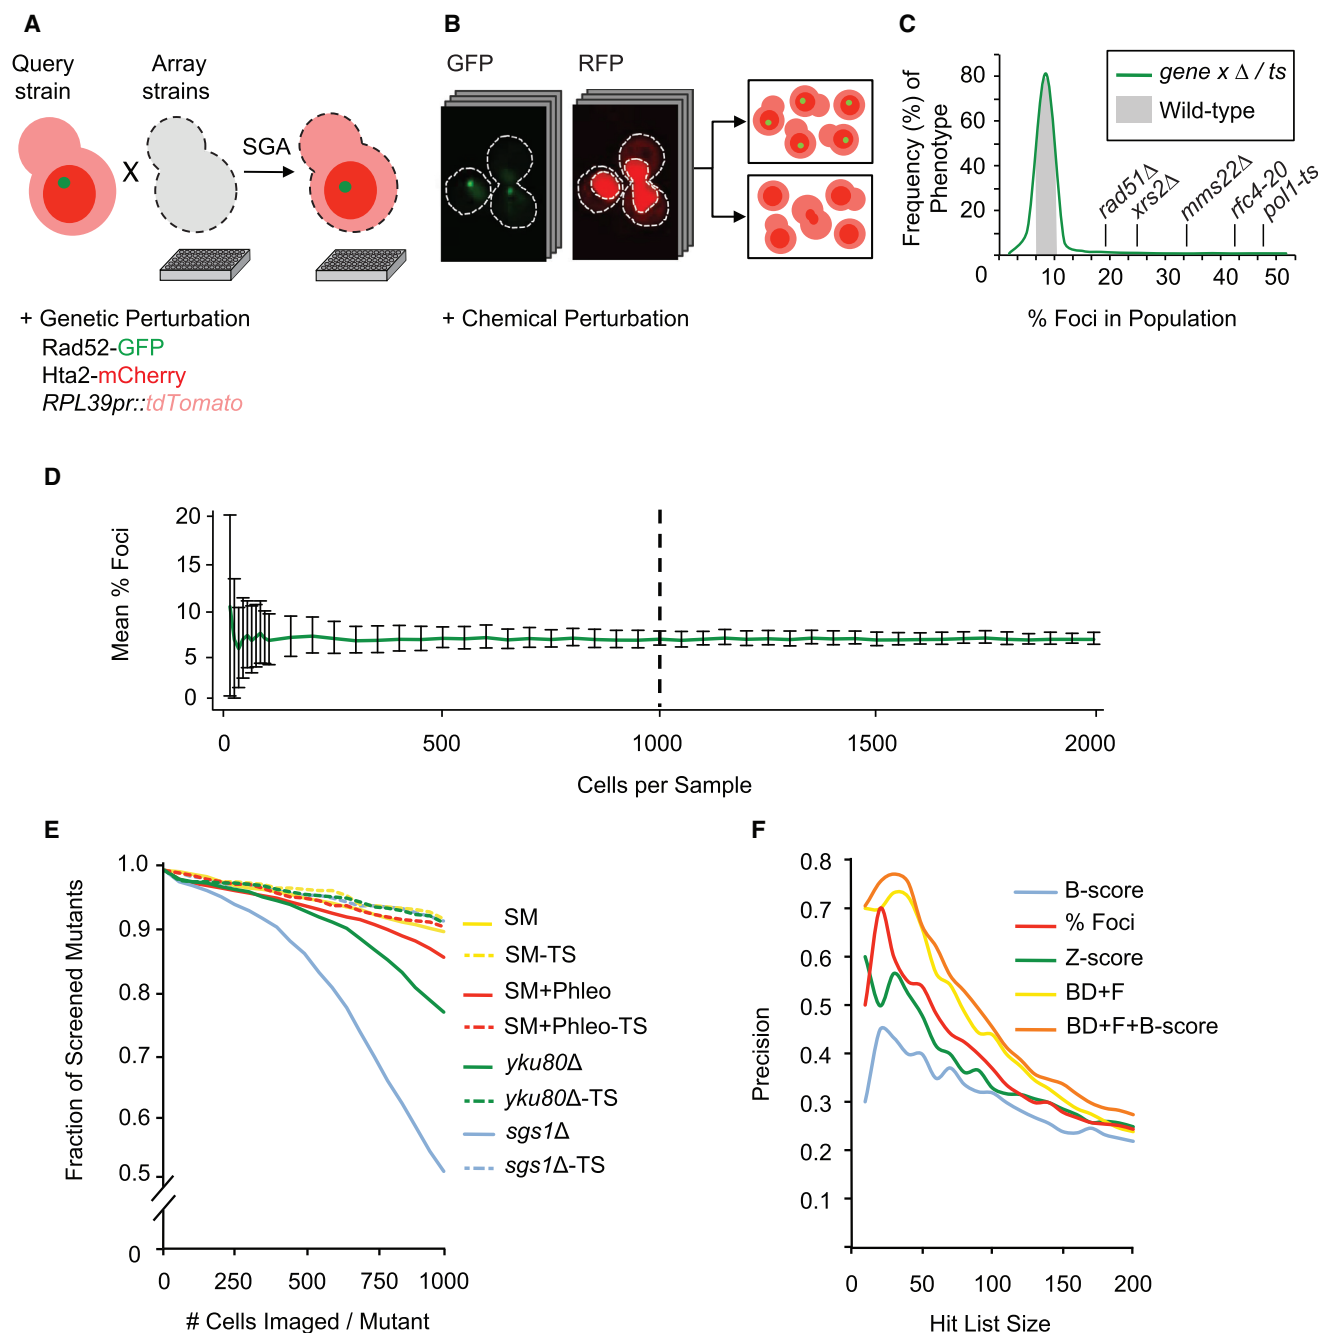 A
Query
strain
Array
strains
X
SGA
+ Genetic Perturbation
Rad52-GFP
Hta2-mCherry
RPL39pr::tdTomato
B
GFP
RFP
+ Chemical Perturbation
C
Frequency (%) of
Phenotype
80
60
40
20
0
10
20
30
40
50
% Foci in Population
gene x Δ / ts
Wild-type
rad51Δ
xrs2Δ
mms22Δ
rfc4-20
pol1-ts
D
Mean % Foci
20
15
10
5
0
0
500
1000
1500
2000
Cells per Sample
E
Fraction of Screened Mutants
1.0
0.9
0.8
0.7
0.6
0.5
0
0
250
500
750
1000
# Cells Imaged / Mutant
SM
SM-TS
SM+Phleo
SM+Phleo-TS
yku80Δ
yku80Δ-TS
sgs1Δ
sgs1Δ-TS
F
Precision
0.8
0.7
0.6
0.5
0.4
0.3
0.2
0.1
0
50
100
150
200
Hit List Size
B-score
% Foci
Z-score
BD+F
BD+F+B-score